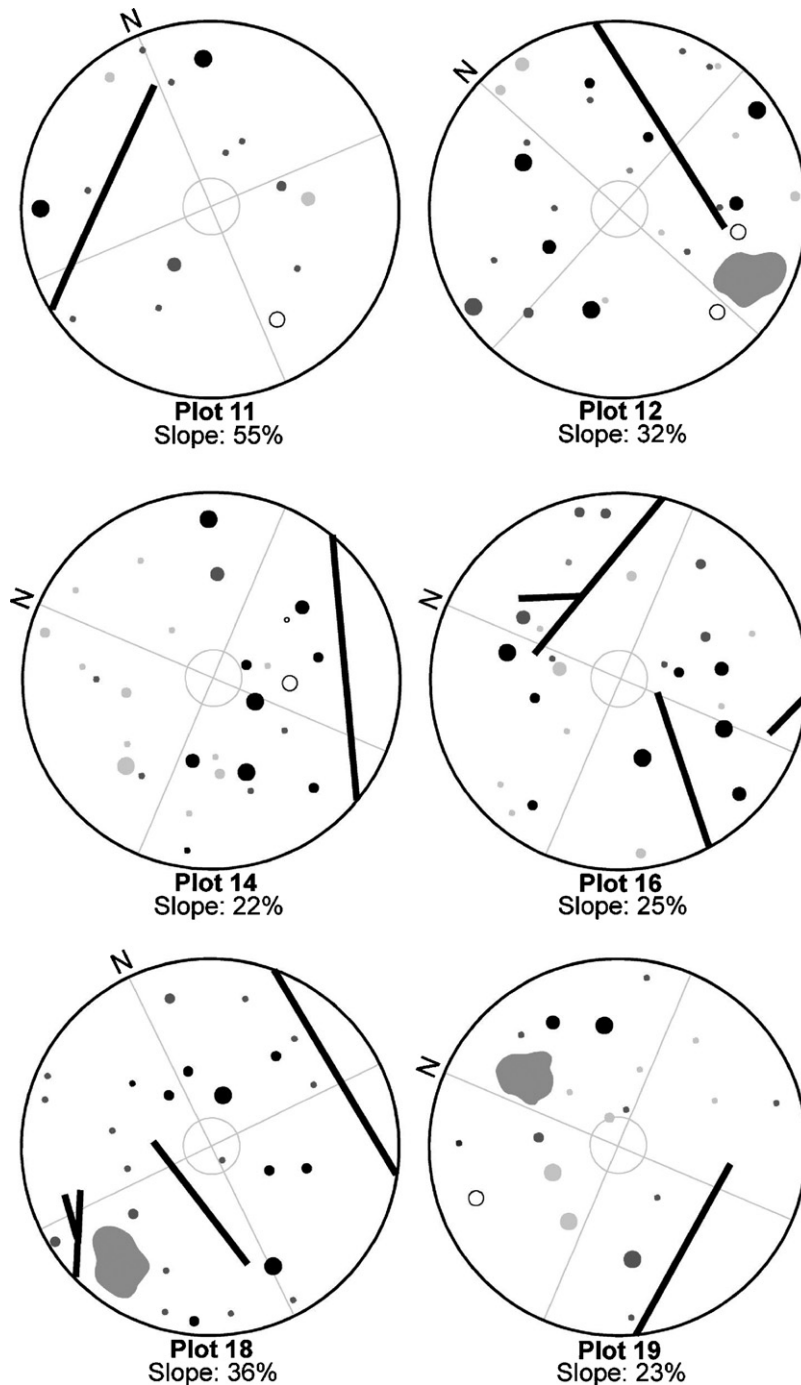 N
N
Plot 11
Slope: 55%
Plot 12
Slope: 32%
N
N
Plot 14
Slope: 22%
Plot 16
Slope: 25%
N
N
Plot 18
Slope: 36%
Plot 19
Slope: 23%